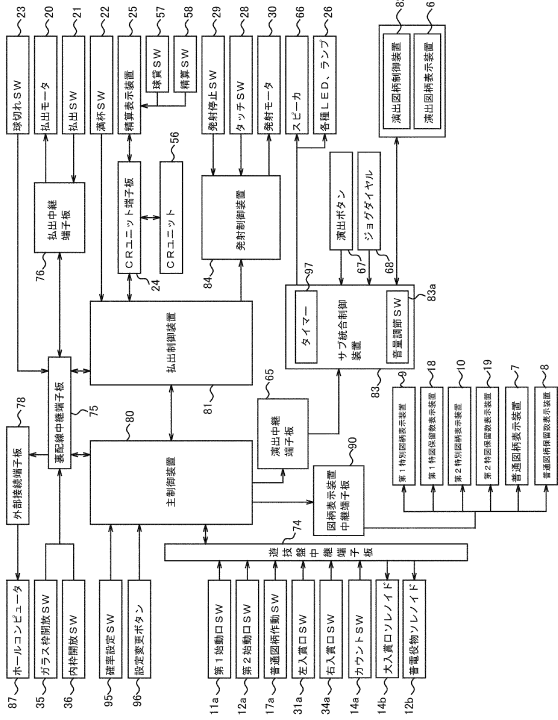 23
20
21
22
25
57
58
29
28
30
66
26
球切れSW
払出モータ
払出SW
満杯SW
精算表示装置
球貸SW
精算SW
発射停止SW
タッチSW
発射モータ
スピーカ
各種LED、ランプ
演出図柄制御装置
演出図柄表示装置
82
6
払出中継
端子板
76
CRユニット端子板
24
CRユニット
56
発射制御装置
84
演出ボタン
67
ジョグダイヤル
68
タイマー
97
サブ統合制御
装置
音量調節SW
83a
83
裏配線中継端子板
75
払出制御装置
81
外部接続端子板
78
主制御装置
80
演出中継
端子板
65
図柄表示装置
中継端子板
90
第1特別図柄表示装置
9
第1特図保留数表示装置
18
第2特別図柄表示装置
10
第2特図保留数表示装置
19
普通図柄表示装置
7
普通図柄保留数表示装置
8
遊技盤中継端子板
74
ホールコンピュータ
87
ガラス枠開放SW
35
内枠開放SW
36
確率設定SW
95
設定変更ボタン
96
第1始動口SW
11a
第2始動口SW
12a
普通図柄作動SW
17a
左入賞口SW
31a
右入賞口SW
34a
カウントSW
14a
大入賞口ソレノイド
14b
普電役物ソレノイド
12b